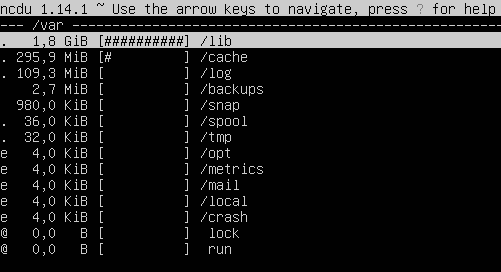 ncdu 1.14.1 ~ Use the arrow keys to navigate, press ? for help
--- /var ---------------------------------------------------------
.   1,8 GiB [##########] /lib
. 295,9 MiB [#         ] /cache
. 109,3 MiB [          ] /log
    2,7 MiB [          ] /backups
  980,0 KiB [          ] /snap
.  36,0 KiB [          ] /spool
.  32,0 KiB [          ] /tmp
e   4,0 KiB [          ] /opt
e   4,0 KiB [          ] /metrics
e   4,0 KiB [          ] /mail
e   4,0 KiB [          ] /local
e   4,0 KiB [          ] /crash
@   0,0   B [          ]  lock
@   0,0   B [          ]  run